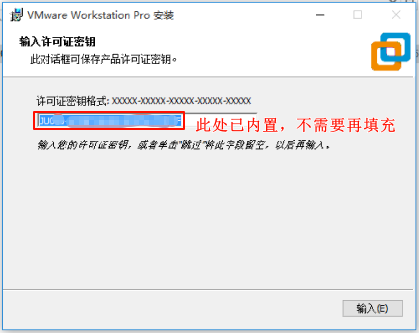 VMware Workstation Pro 安装
输入许可证密钥
此对话框可保存产品许可证密钥。
许可证密钥格式: XXXXX-XXXXX-XXXXX-XXXXX-XXXXX
此处已内置，不需要再填充
输入您的许可证密钥，或者单击"跳过"将此字段留空，以后再输入。
输入(E)